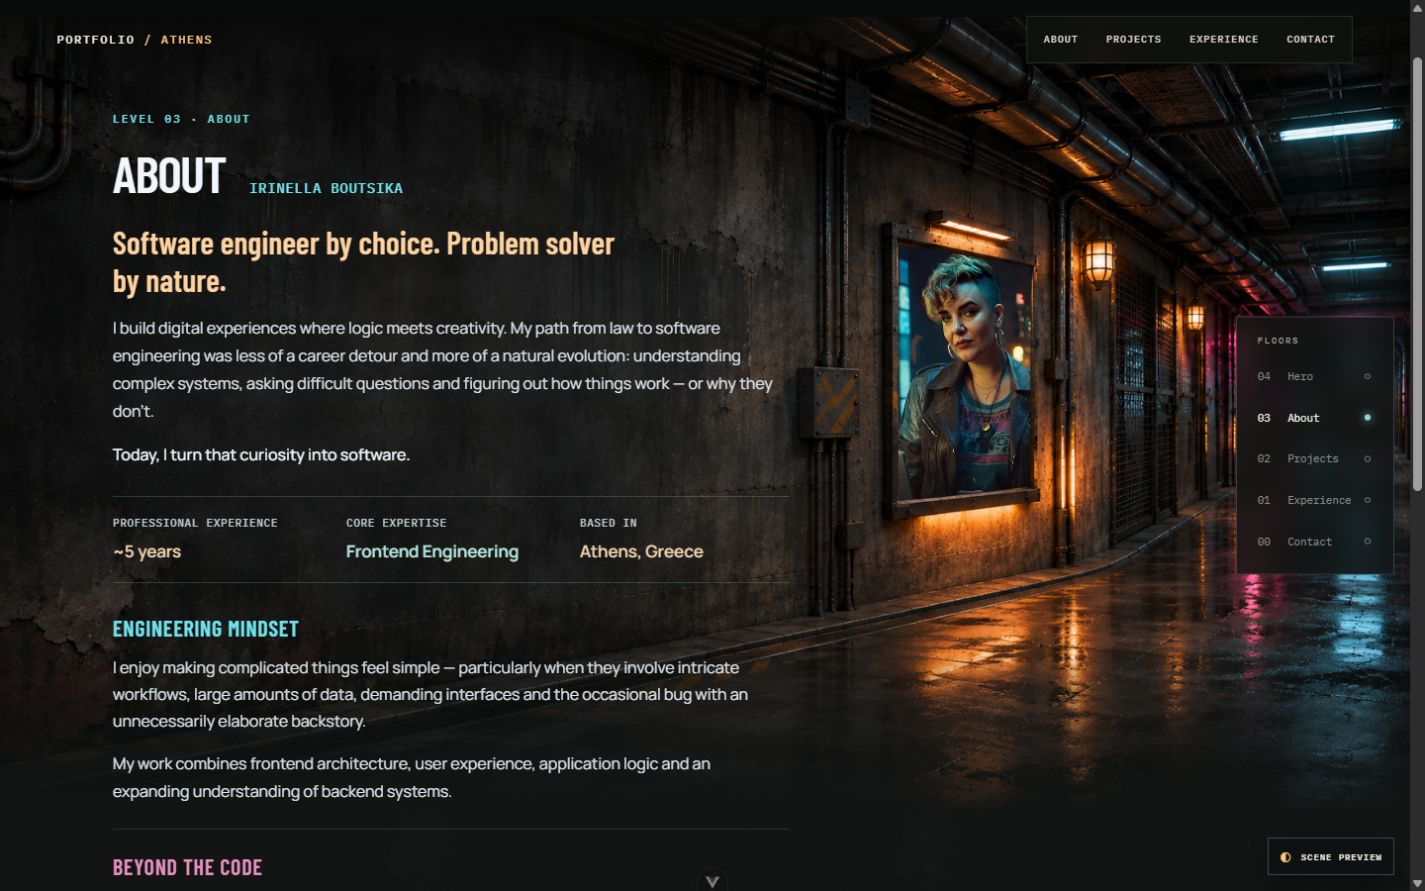 PORTFOLIO / ATHENS
ABOUT PROJECTS EXPERIENCE CONTACT
LEVEL 03 · ABOUT
ABOUT IRINELLA BOUTSIKA
Software engineer by choice. Problem solver
by nature.
I build digital experiences where logic meets creativity. My path from law to software
engineering was less of a career detour and more of a natural evolution: understanding
complex systems, asking difficult questions and figuring out how things work — or why they
don't.
Today, I turn that curiosity into software.
PROFESSIONAL EXPERIENCE
~5 years
CORE EXPERTISE
Frontend Engineering
BASED IN
Athens, Greece
ENGINEERING MINDSET
I enjoy making complicated things feel simple — particularly when they involve intricate
workflows, large amounts of data, demanding interfaces and the occasional bug with an
unnecessarily elaborate backstory.
My work combines frontend architecture, user experience, application logic and an
expanding understanding of backend systems.
BEYOND THE CODE
FLOORS
04 Hero
03 About
02 Projects
01 Experience
00 Contact
SCENE PREVIEW